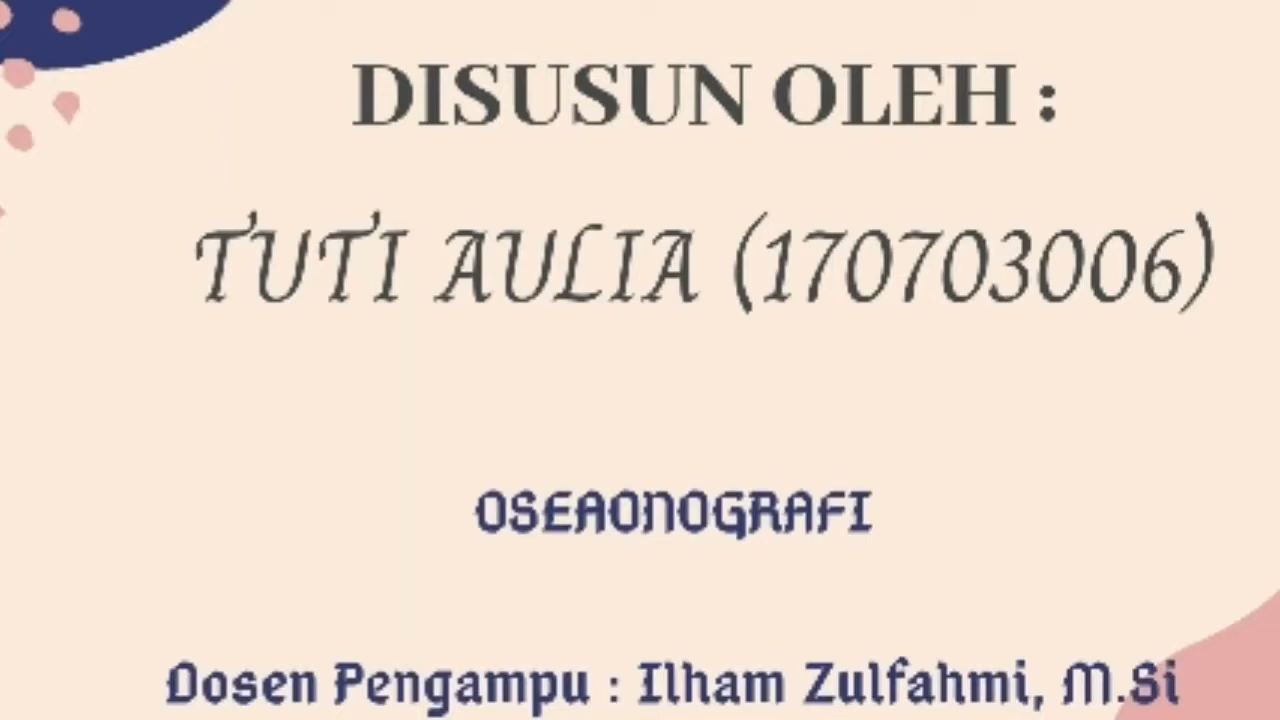 DISUSUN OLEH :
TUTI AULIA (170703006)
OSEAONOGRAFI
Dosen Pengampu : Ilham Zulfahmi, M.Si